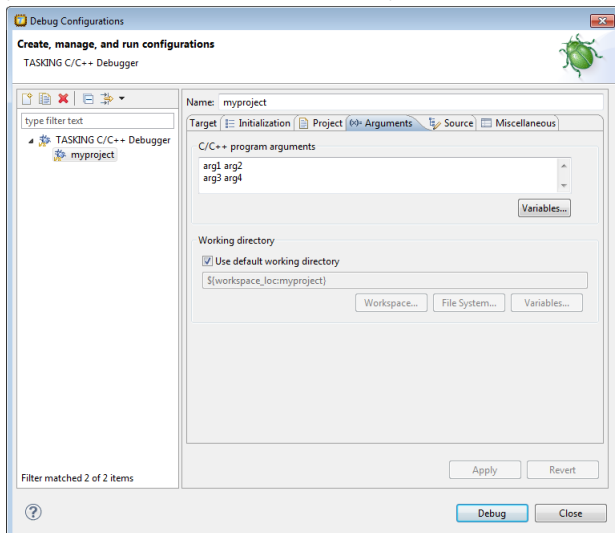 Debug Configurations
Create, manage, and run configurations
TASKING C/C++ Debugger
type filter text
TASKING C/C++ Debugger
myproject
Filter matched 2 of 2 items
Name: myproject
Target Initialization Project (x)= Arguments Source Miscellaneous
C/C++ program arguments
arg1 arg2
arg3 arg4
Variables...
Working directory
Use default working directory
${workspace_loc:myproject}
Workspace... File System... Variables...
Apply Revert
? Debug Close